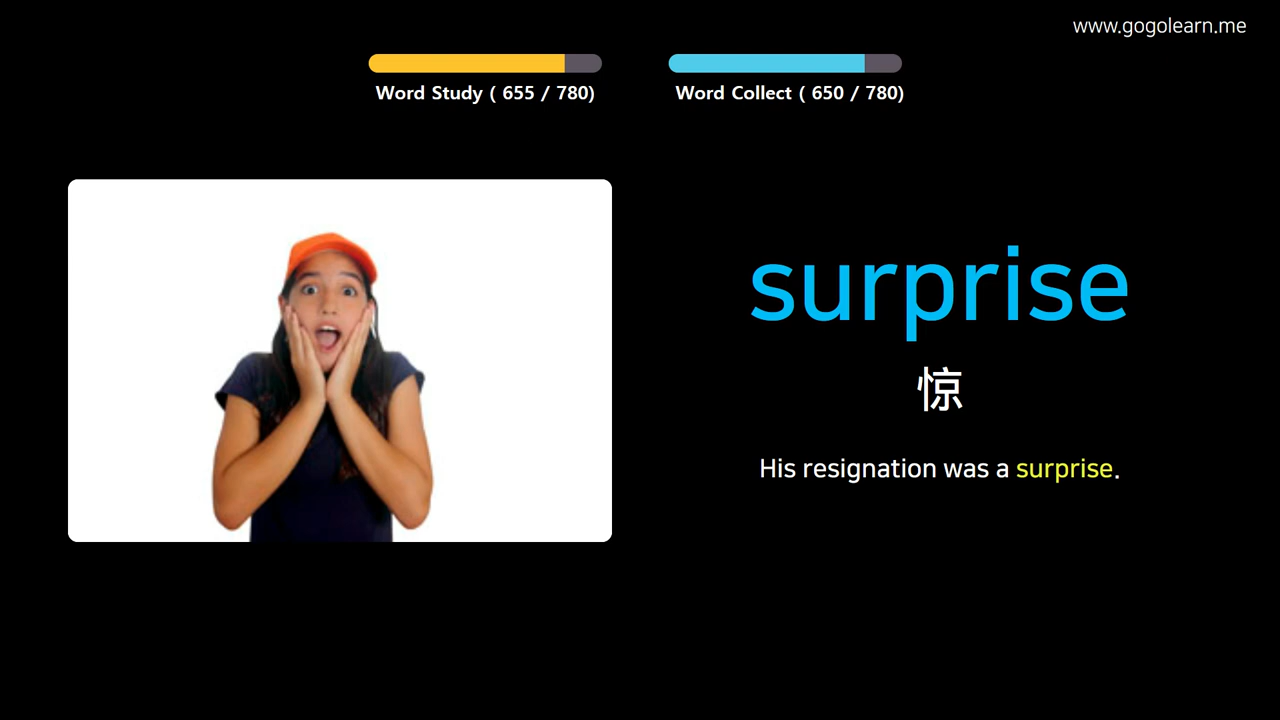 www.gogolearn.me
Word Study ( 655 / 780)
Word Collect ( 650 / 780)
surprise
惊
His resignation was a surprise.